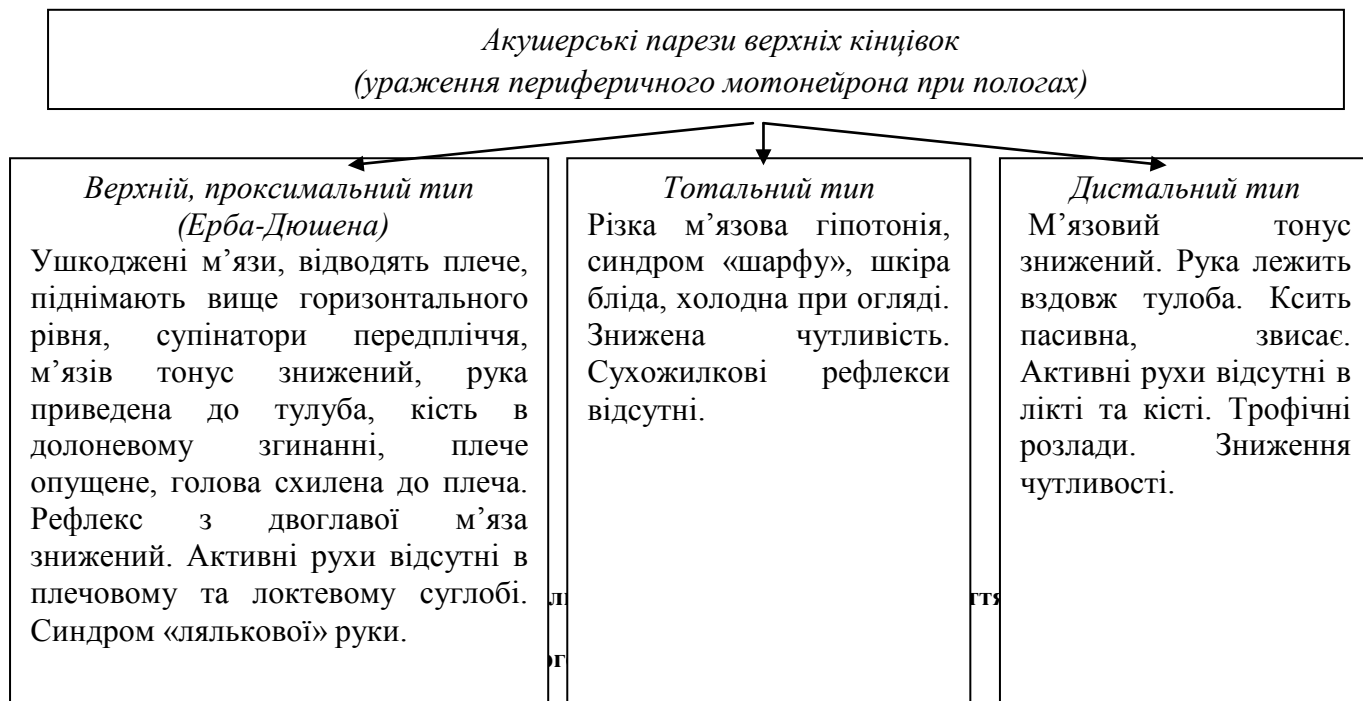 Акушерські парези верхніх кінцівок
(ураження периферичного мотонейрона при пологах)
Верхній, проксимальний тип
(Ерба-Дюшена)
Ушкоджені м’язи, відводять плече,
піднімають вище горизонтального
рівня, супінатори передпліччя,
м’язів тонус знижений, рука
приведена до тулуба, кість в
долоневому згинанні, плече
опущене, голова схилена до плеча.
Рефлекс з двоглавої м’яза
знижений. Активні рухи відсутні в
плечовому та локтевому суглобі.
Синдром «лялькової» руки.
Тотальний тип
Різка м’язова гіпотонія,
синдром «шарфу», шкіра
бліда, холодна при огляді.
Знижена чутливість.
Сухожилкові рефлекси
відсутні.
Дистальний тип
М’язовий тонус
знижений. Рука лежить
вздовж тулоба. Ксить
пасивна, звисає.
Активні рухи відсутні в
лікті та кісті. Трофічні
розлади. Зниження
чутливості.